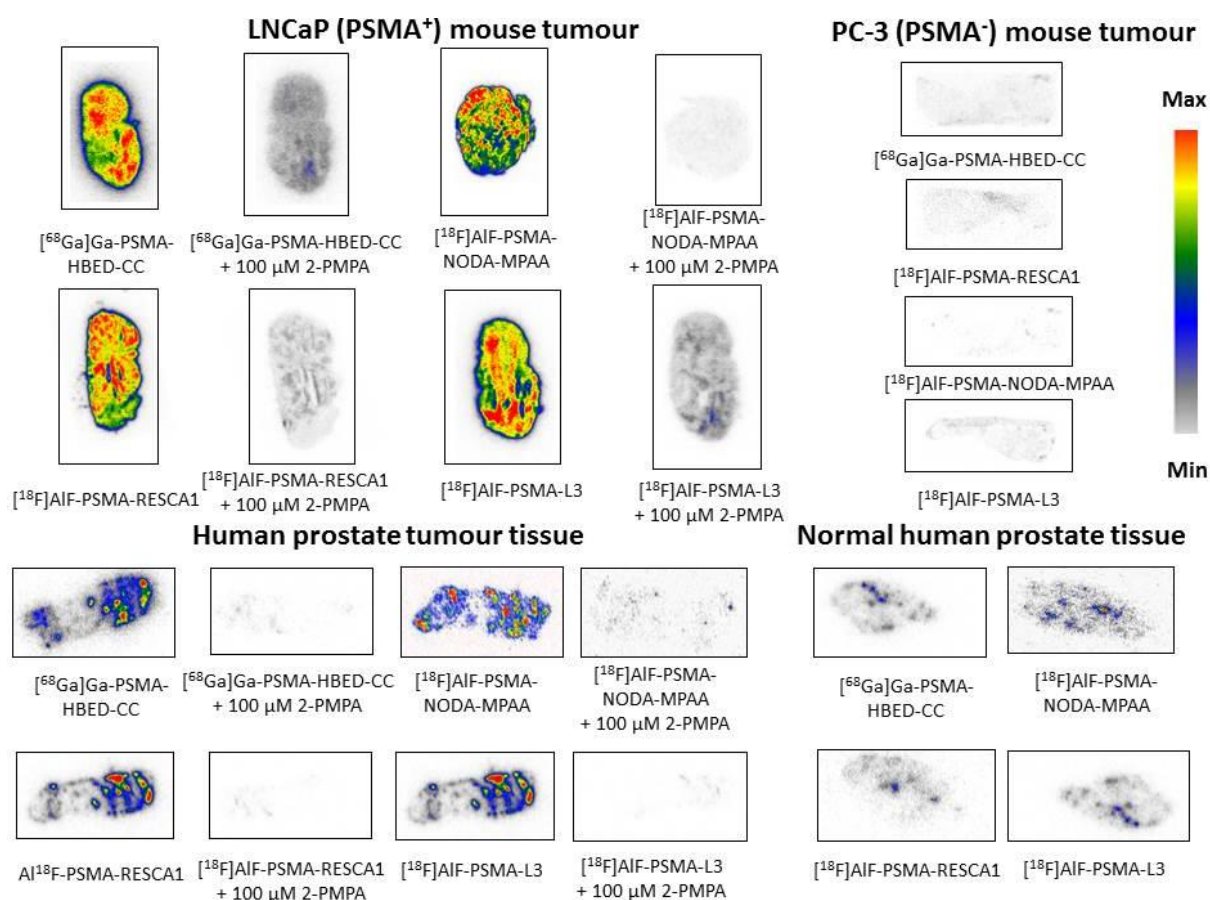 LNCaP (PSMA⁺) mouse tumour
[⁶⁸Ga]Ga-PSMA-
HBED-CC
[⁶⁸Ga]Ga-PSMA-HBED-CC
+ 100 µM 2-PMPA
[¹⁸F]AlF-PSMA-
NODA-MPAA
[¹⁸F]AlF-PSMA-
NODA-MPAA
+ 100 µM 2-PMPA
[¹⁸F]AlF-PSMA-RESCA1
[¹⁸F]AlF-PSMA-RESCA1
+ 100 µM 2-PMPA
[¹⁸F]AlF-PSMA-L3
[¹⁸F]AlF-PSMA-L3
+ 100 µM 2-PMPA
PC-3 (PSMA⁻) mouse tumour
[⁶⁸Ga]Ga-PSMA-HBED-CC
[¹⁸F]AlF-PSMA-RESCA1
[¹⁸F]AlF-PSMA-NODA-MPAA
[¹⁸F]AlF-PSMA-L3
Max
Min
Human prostate tumour tissue
[⁶⁸Ga]Ga-PSMA-
HBED-CC
[⁶⁸Ga]Ga-PSMA-HBED-CC
+ 100 µM 2-PMPA
[¹⁸F]AlF-PSMA-
NODA-MPAA
[¹⁸F]AlF-PSMA-
NODA-MPAA
+ 100 µM 2-PMPA
Al¹⁸F-PSMA-RESCA1
[¹⁸F]AlF-PSMA-RESCA1
+ 100 µM 2-PMPA
[¹⁸F]AlF-PSMA-L3
[¹⁸F]AlF-PSMA-L3
+ 100 µM 2-PMPA
Normal human prostate tissue
[⁶⁸Ga]Ga-PSMA-
HBED-CC
[¹⁸F]AlF-PSMA-
NODA-MPAA
[¹⁸F]AlF-PSMA-RESCA1
[¹⁸F]AlF-PSMA-L3